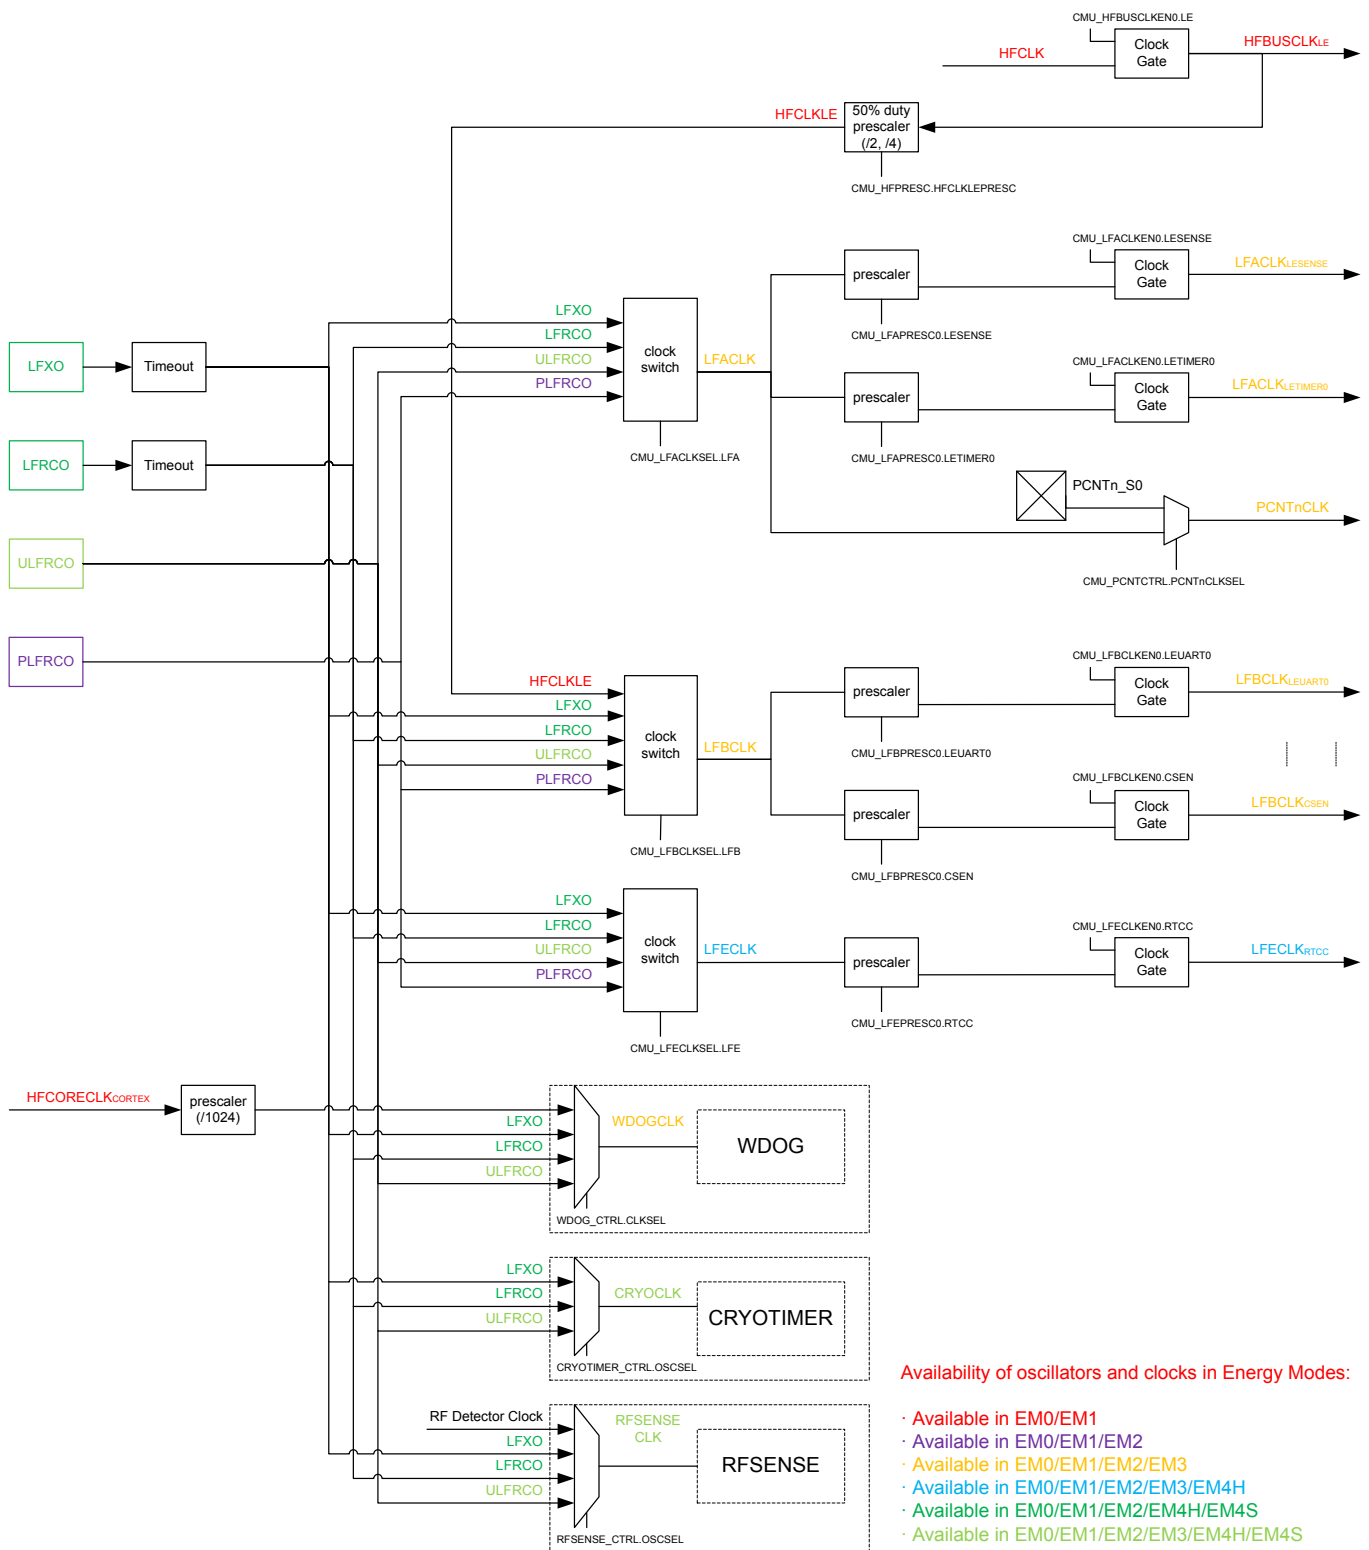 CMU_HFBUSCLKEN0.LE
HFCLK
Clock
Gate
HFBUSCLKLE
HFCLKLE
50% duty
prescaler
(/2, /4)
CMU_HFPRESC.HFCLKLEPRESC
CMU_LFACLKEN0.LESENSE
prescaler
Clock
Gate
LFACLKLESENSE
CMU_LFAPRESC0.LESENSE
LFXO
LFRCO
ULFRCO
PLFRCO
clock
switch
LFACLK
CMU_LFACLKSEL.LFA
LFXO
Timeout
CMU_LFACLKEN0.LETIMER0
prescaler
Clock
Gate
LFACLKLETIMER0
CMU_LFAPRESC0.LETIMER0
LFRCO
Timeout
PCNTn_S0
PCNTnCLK
CMU_PCNTCTRL.PCNTnCLKSEL
ULFRCO
PLFRCO
HFCLKLE
LFXO
LFRCO
ULFRCO
PLFRCO
clock
switch
LFBCLK
CMU_LFBCLKSEL.LFB
CMU_LFBCLKEN0.LEUART0
prescaler
Clock
Gate
LFBCLKLEUART0
CMU_LFBPRESC0.LEUART0
CMU_LFBCLKEN0.CSEN
prescaler
Clock
Gate
LFBCLKCSEN
CMU_LFBPRESC0.CSEN
LFXO
LFRCO
ULFRCO
PLFRCO
clock
switch
LFECLK
CMU_LFECLKSEL.LFE
CMU_LFECLKEN0.RTCC
prescaler
Clock
Gate
LFECLKRTCC
CMU_LFEPRESC0.RTCC
HFCORECLKCORTEX
prescaler
(/1024)
LFXO
LFRCO
ULFRCO
WDOGCLK
WDOG
WDOG_CTRL.CLKSEL
LFXO
LFRCO
ULFRCO
CRYOCLK
CRYOTIMER
CRYOTIMER_CTRL.OSCSEL
RF Detector Clock
LFXO
LFRCO
ULFRCO
RFSENSE
CLK
RFSENSE
RFSENSE_CTRL.OSCSEL
Availability of oscillators and clocks in Energy Modes:
· Available in EM0/EM1
· Available in EM0/EM1/EM2
· Available in EM0/EM1/EM2/EM3
· Available in EM0/EM1/EM2/EM3/EM4H
· Available in EM0/EM1/EM2/EM4H/EM4S
· Available in EM0/EM1/EM2/EM3/EM4H/EM4S